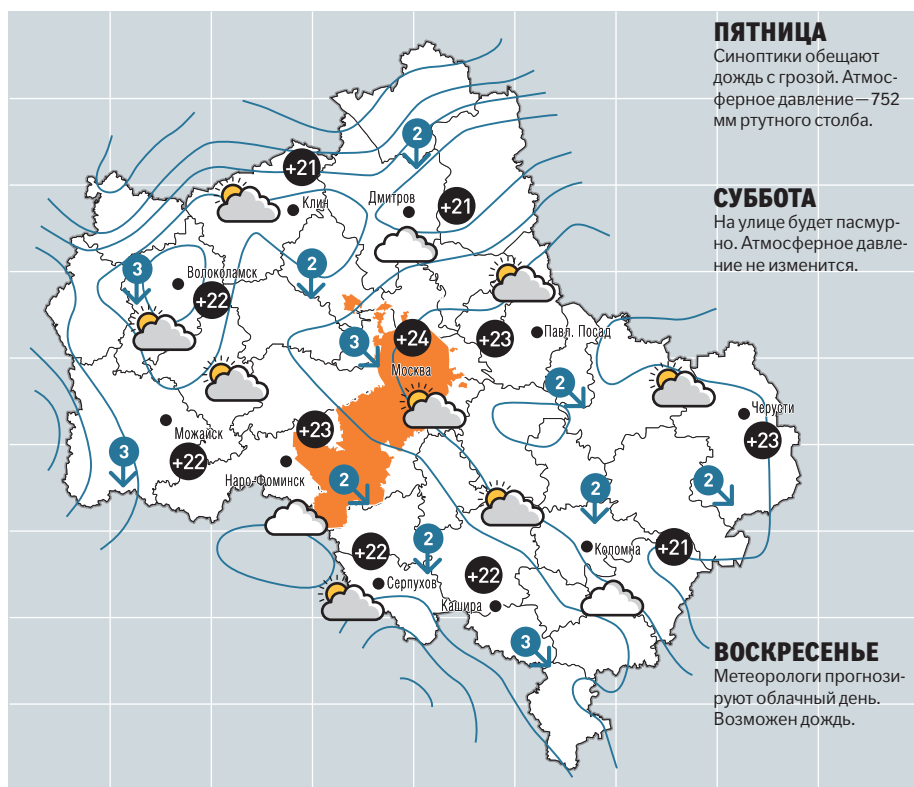 ПЯТНИЦА
Синоптики обещают
дождь с грозой. Атмос-
ферное давление — 752
мм ртутного столба.
СУББОТА
На улице будет пасмур-
но. Атмосферное давле-
ние не изменится.
2
+21
Клин
Дмитров
+21
3
Волоколамск
+22
2
3
+24
Москва
+23
Павл. Посад
2
Черусти
+23
Можайск
3
+22
+23
Наро-Фоминск
2
2
2
+22
Серпухов
2
+22
Кашира
Коломна
+21
3
ВОСКРЕСЕНЬЕ
Метеорологи прогнози-
руют облачный день.
Возможен дождь.